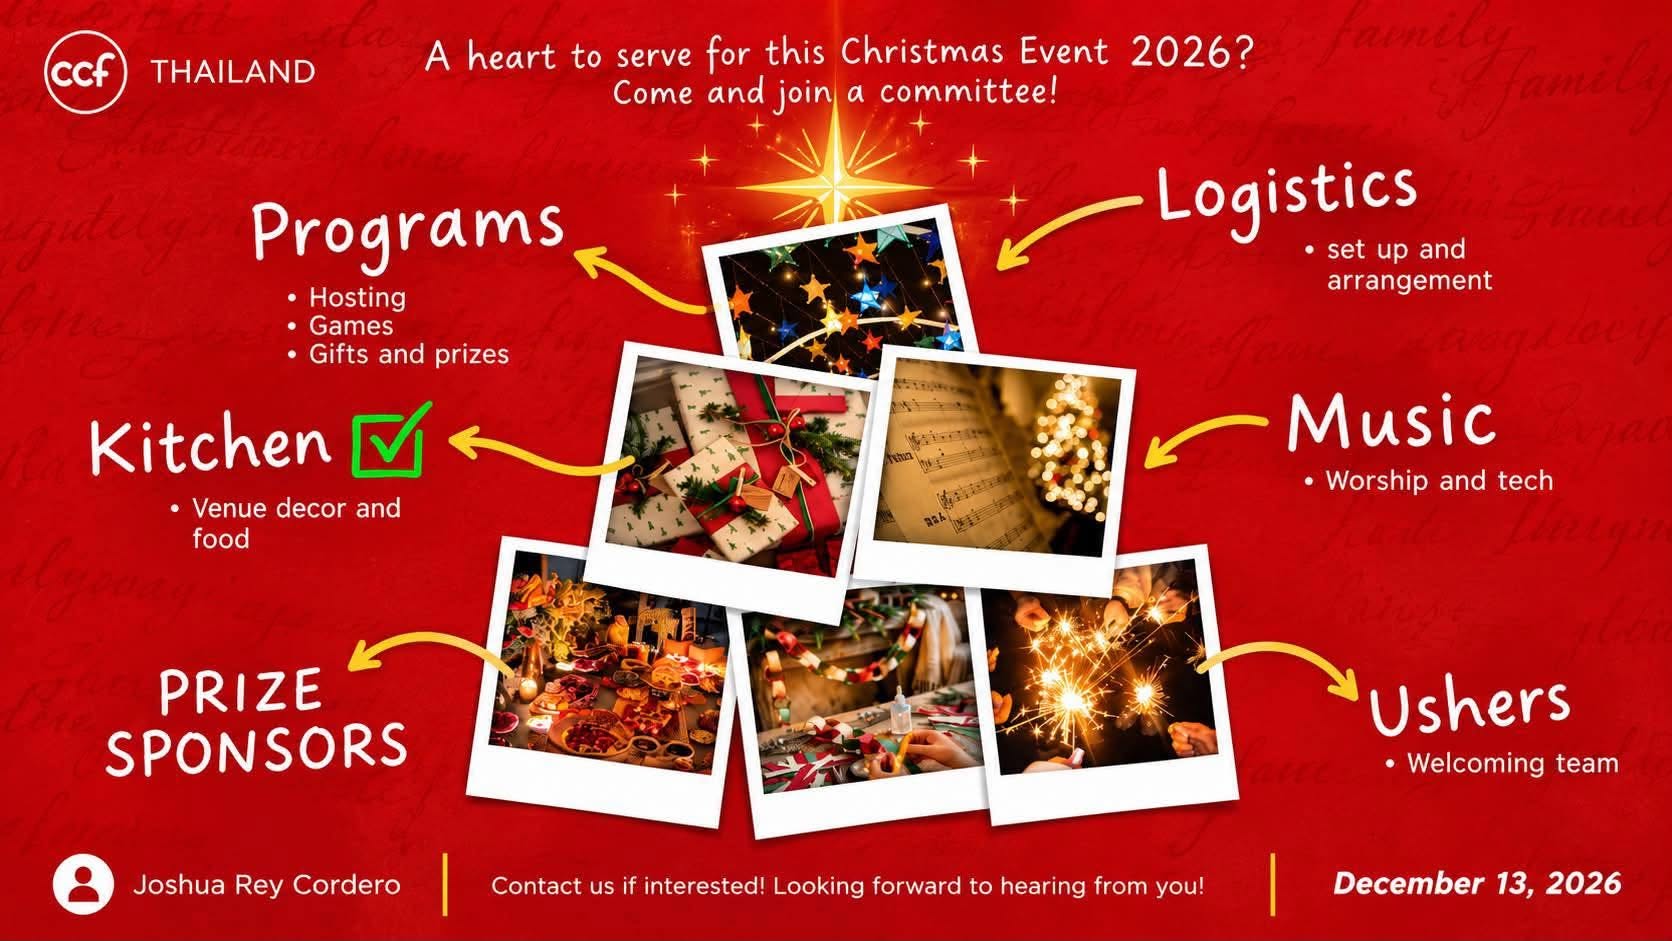 ccf THAILAND
A heart to serve for this Christmas Event 2026?
Come and join a committee!
Programs
• Hosting
• Games
• Gifts and prizes
Logistics
• set up and
arrangement
Kitchen
• Venue decor and
food
Music
• Worship and tech
PRIZE
SPONSORS
Ushers
• Welcoming team
Joshua Rey Cordero
Contact us if interested! Looking forward to hearing from you!
December 13, 2026